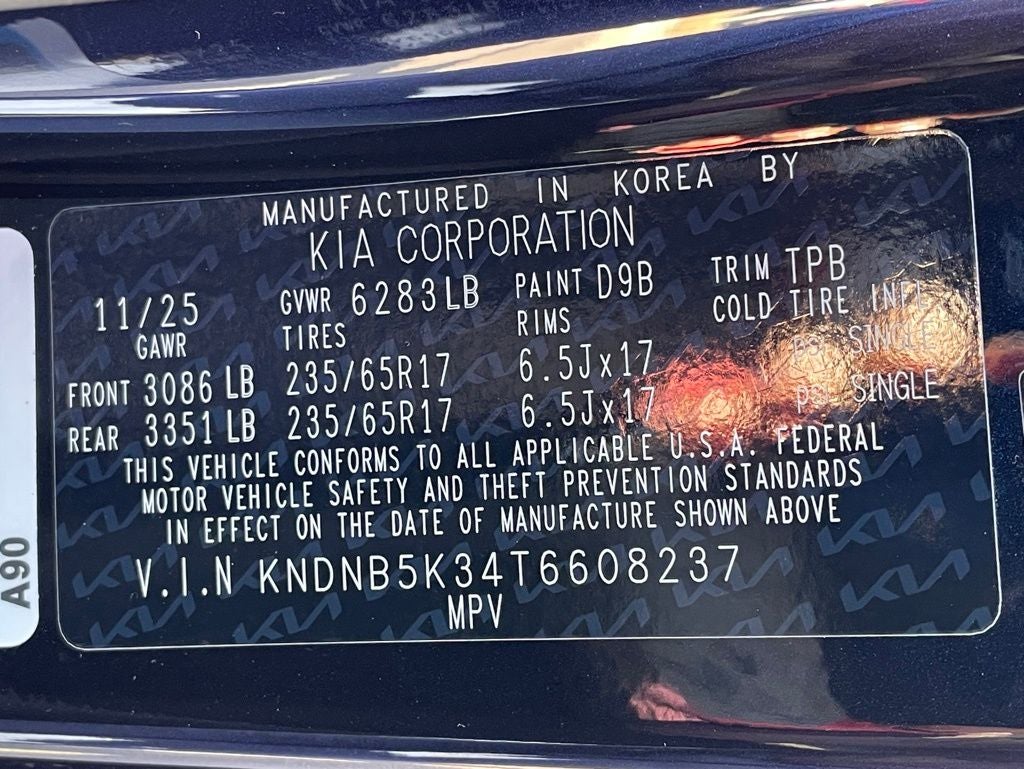 MANUFACTURED IN KOREA BY
KIA CORPORATION
11/25 GVWR 6283LB PAINT D9B TRIM TPB
GAWR TIRES RIMS COLD TIRE INFL
FRONT 3086 LB 235/65R17 6.5Jx17 PSI SINGLE
REAR 3351 LB 235/65R17 6.5Jx17 PSI SINGLE
THIS VEHICLE CONFORMS TO ALL APPLICABLE U.S.A. FEDERAL
MOTOR VEHICLE SAFETY AND THEFT PREVENTION STANDARDS
IN EFFECT ON THE DATE OF MANUFACTURE SHOWN ABOVE
V.I.N KNDNB5K34T6608237
MPV
A90